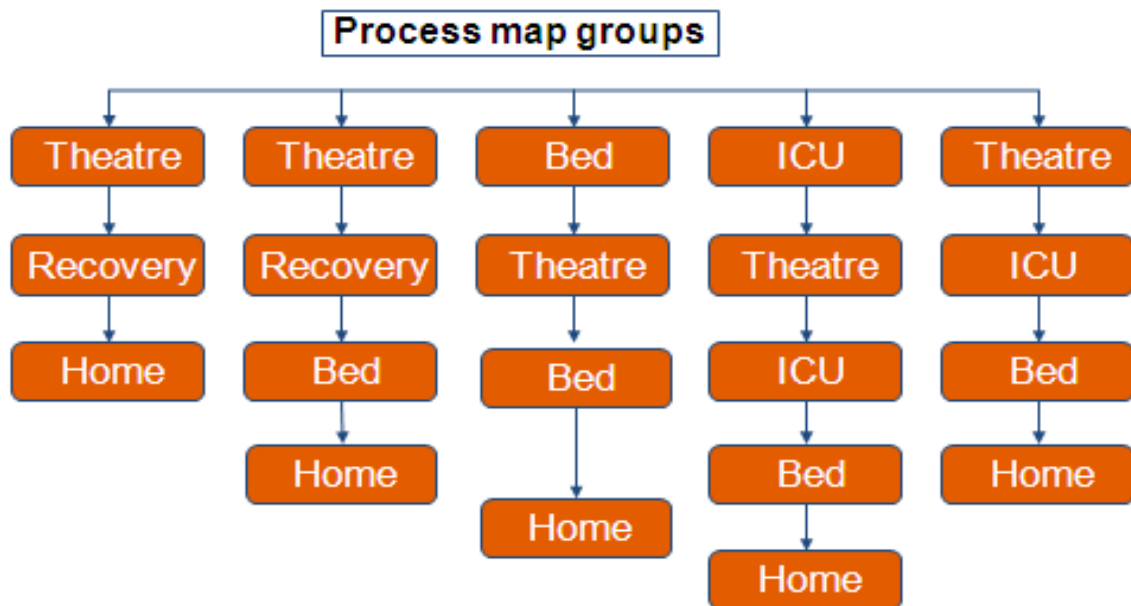 Process map groups
Theatre Theatre Bed ICU Theatre
Recovery Recovery Theatre Theatre ICU
Home Bed Bed ICU Bed
Home Home Bed Home
Home